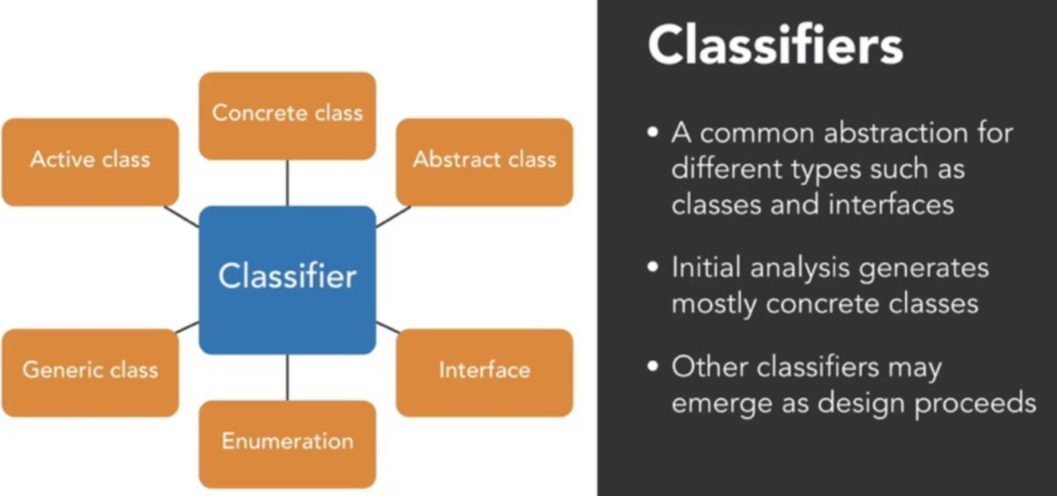 Concrete class
Active class
Abstract class
Classifier
Generic class
Interface
Enumeration
Classifiers
• A common abstraction for
different types such as
classes and interfaces
• Initial analysis generates
mostly concrete classes
• Other classifiers may
emerge as design proceeds